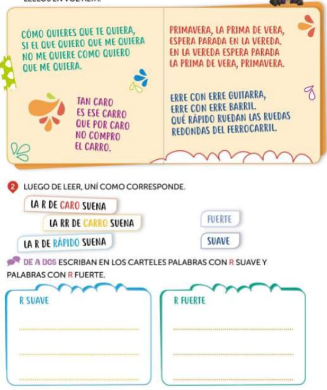 CÓMO QUIERES QUE TE QUIERA,
SI EL QUE QUIERO QUE ME QUIERA
NO ME QUIERE COMO QUIERO
QUE ME QUIERA.
PRIMAVERA, LA PRIMA DE VERA,
ESPERA PARADA EN LA VEREDA.
EN LA VEREDA ESPERA PARADA
LA PRIMA DE VERA, PRIMAVERA.
TAN CARO
ES ESE CARRO
QUE POR CARO
NO COMPRO
EL CARRO.
ERRE CON ERRE GUITARRA,
ERRE CON ERRE BARRIL.
QUÉ RÁPIDO RUEDAN LAS RUEDAS
REDONDAS DEL FERROCARRIL.
2 LUEGO DE LEER, UNÍ COMO CORRESPONDE.
LA R DE CARO SUENA
LA RR DE CARRO SUENA
LA R DE RÁPIDO SUENA
FUERTE
SUAVE
DE A DOS ESCRIBAN EN LOS CARTELES PALABRAS CON R SUAVE Y
PALABRAS CON R FUERTE.
R SUAVE
R FUERTE